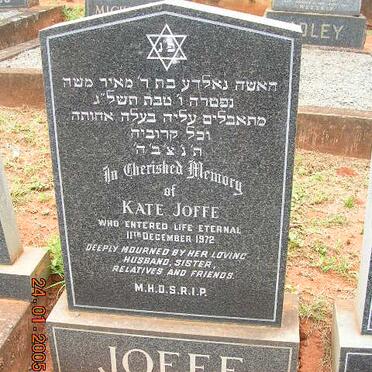 פ נ
האשה גאלדע בת ר' מאיר משה
נפטרה ו' טבת תשל"ג
מתאבלים עליה בעלה אחותה
וכל קרוביה
ת' נ' צ' ב' ה'
In Cherished Memory
of
KATE JOFFE
WHO ENTERED LIFE ETERNAL
11TH DECEMBER 1972
DEEPLY MOURNED BY HER LOVING
HUSBAND, SISTER,
RELATIVES AND FRIENDS.
M.H.D.S.R.I.P.
JOFFE
24.01.2005